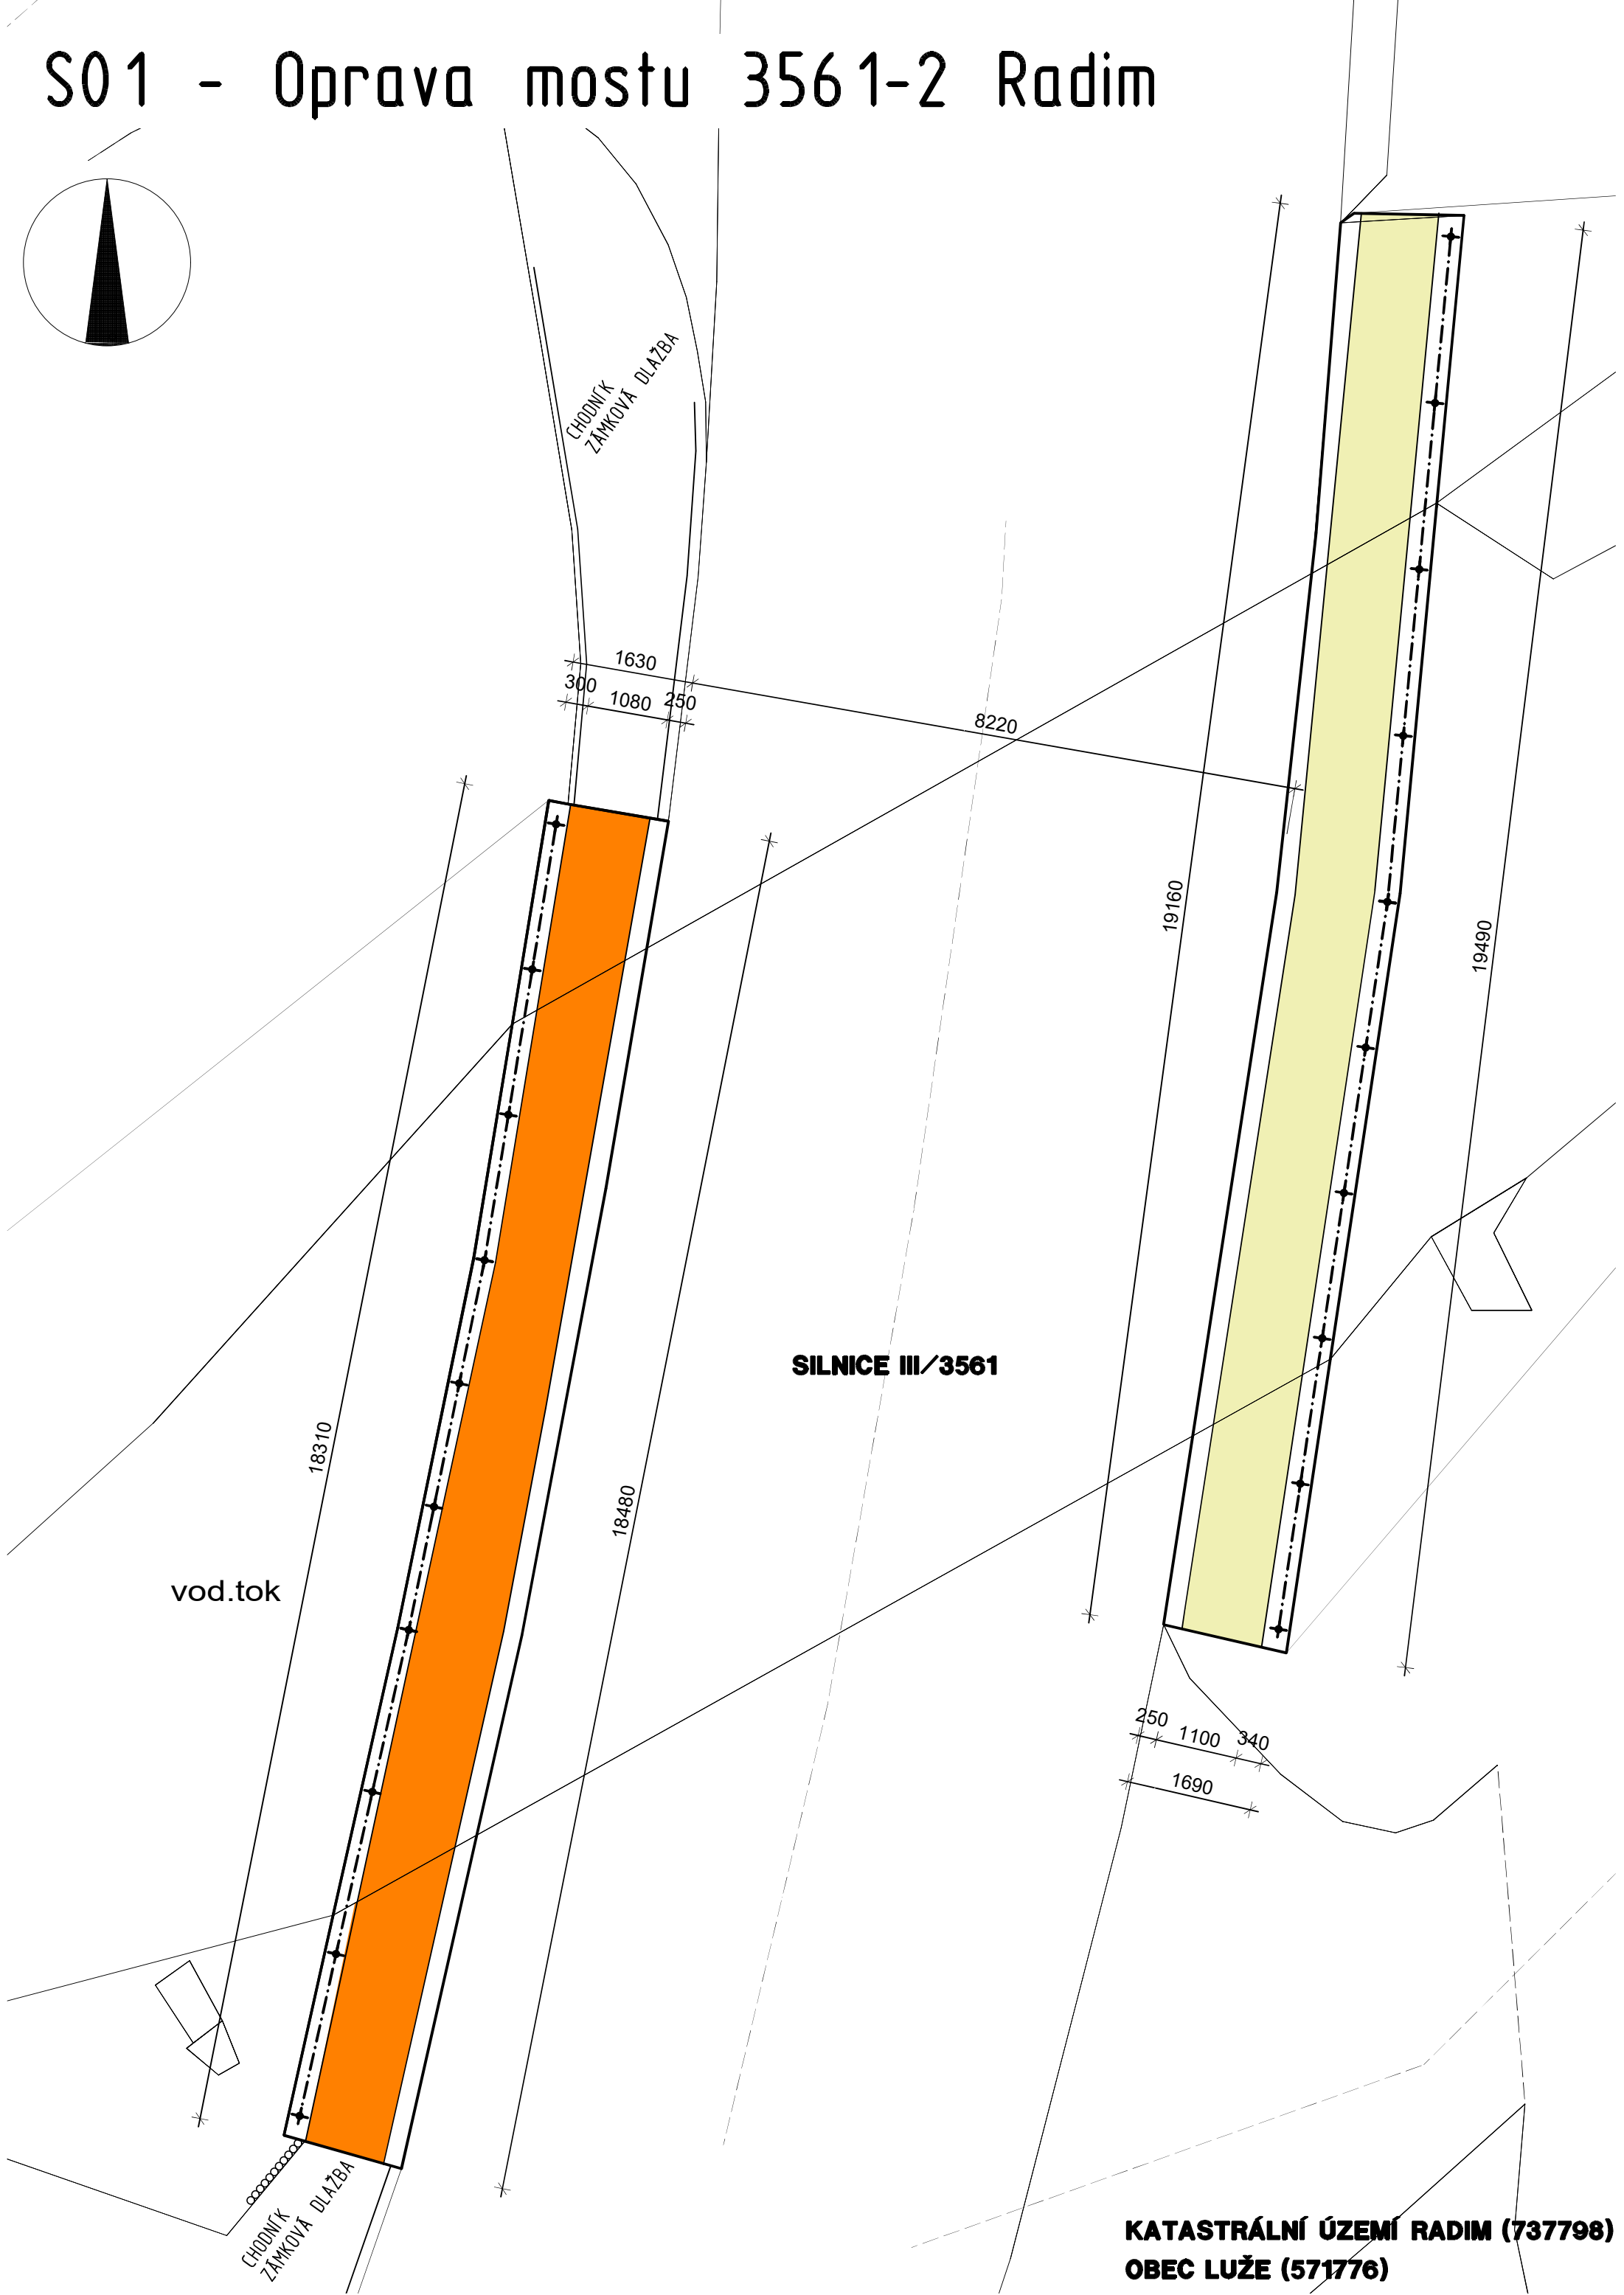 S01 - Oprava mostu 3561-2 Radim
CHODNÍK
ZÁMKOVÁ DLAŽBA
1630
300
1080
250
8220
19160
19490
SILNICE III/3561
18310
18480
vod.tok
250
1100
340
1690
CHODNÍK
ZÁMKOVÁ DLAŽBA
KATASTRÁLNÍ ÚZEMÍ RADIM (737798)
OBEC LUŽE (571776)